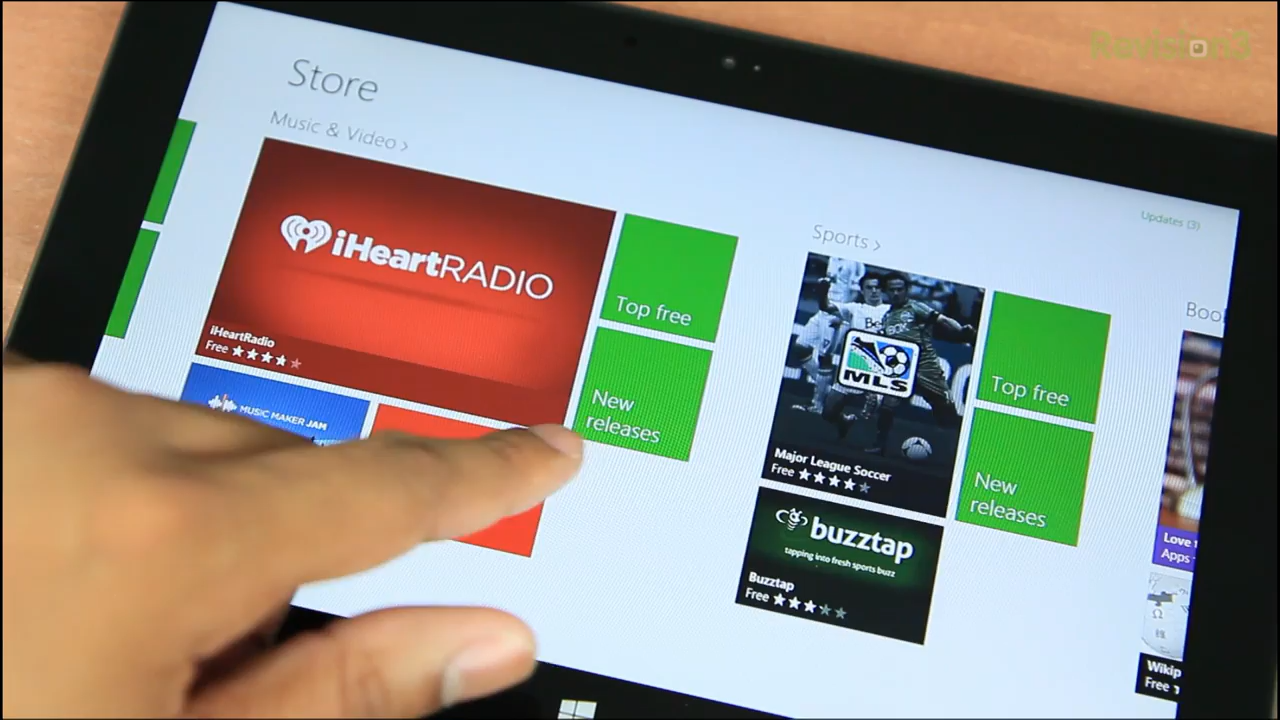 Revision3
Store
Music & Video >
Updates (3)
iHeartRADIO
iHeartRadio
Free
Top free
New
releases
MUSIC MAKER JAM
Sports >
MLS
Major League Soccer
Free
Top free
New
releases
buzztap
tapping into fresh sports buzz
Buzztap
Free
Boo
Love
Apps
Wikip
Free